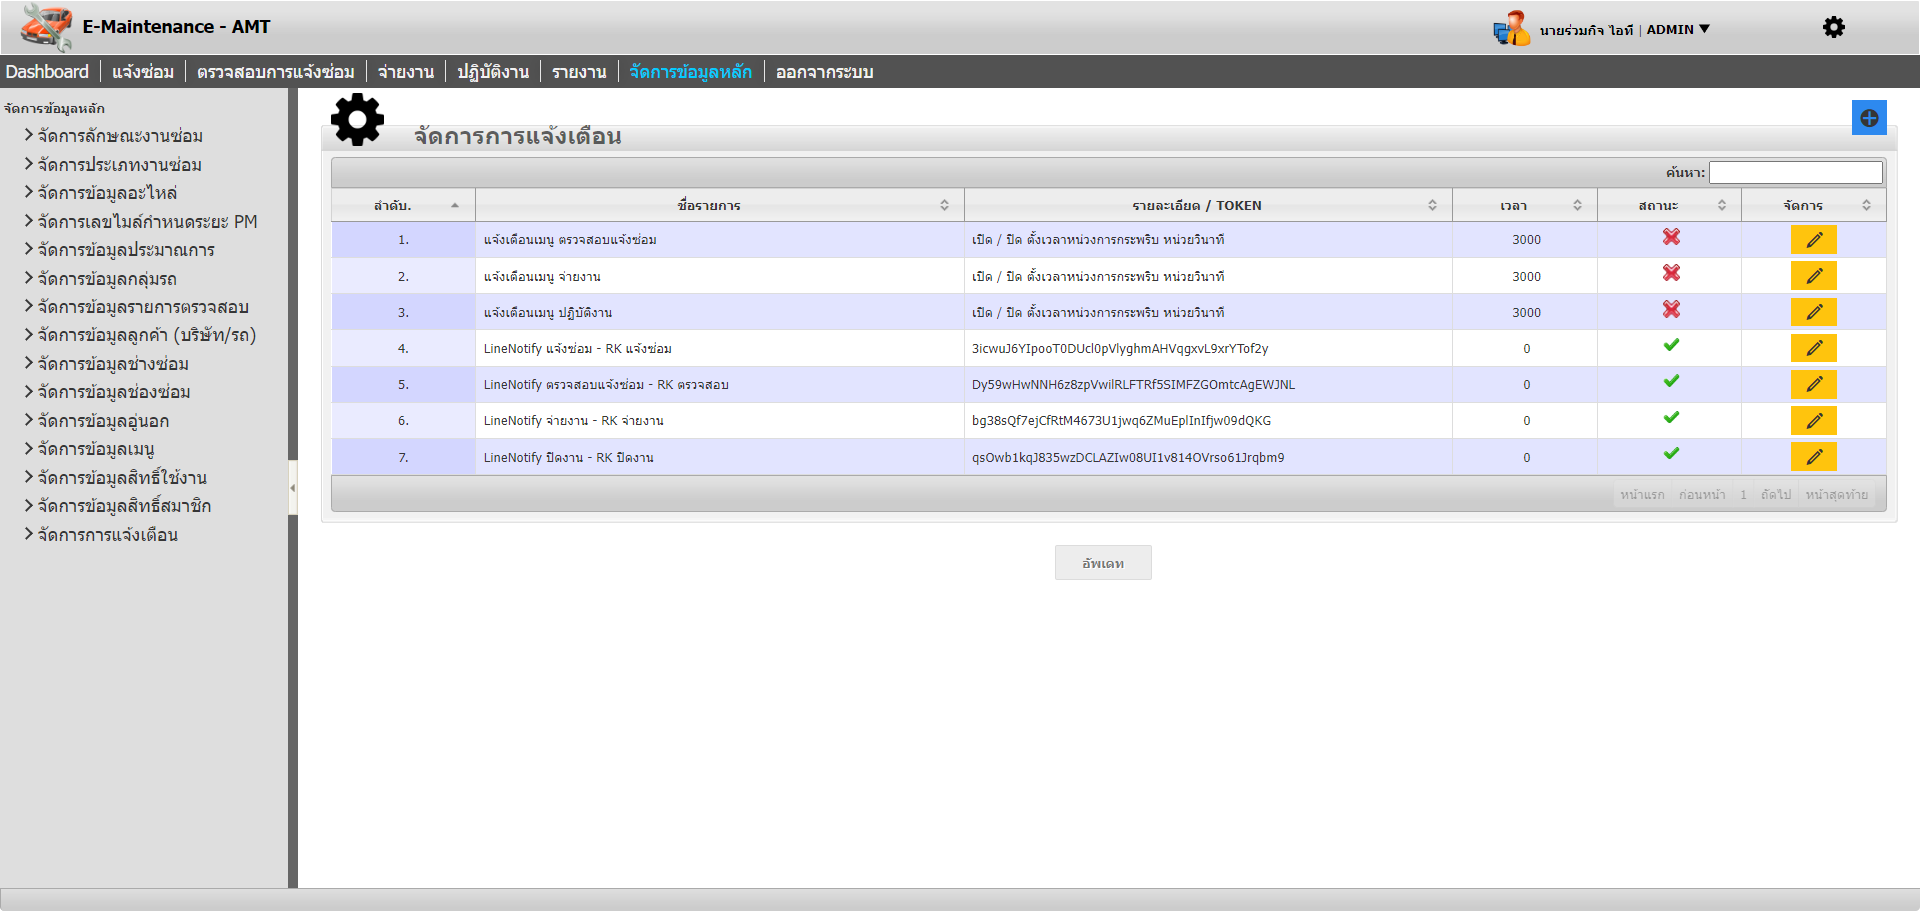 E-Maintenance - AMT
นายร่วมกิจ ไอที | ADMIN ▼
Dashboard | แจ้งซ่อม | ตรวจสอบการแจ้งซ่อม | จ่ายงาน | ปฏิบัติงาน | รายงาน | จัดการข้อมูลหลัก | ออกจากระบบ
จัดการข้อมูลหลัก
จัดการลักษณะงานซ่อม
จัดการประเภทงานซ่อม
จัดการข้อมูลอะไหล่
จัดการเลขไมล์กำหนดระยะ PM
จัดการข้อมูลประมาณการ
จัดการข้อมูลกลุ่มรถ
จัดการข้อมูลรายการตรวจสอบ
จัดการข้อมูลลูกค้า (บริษัท/รถ)
จัดการข้อมูลช่างซ่อม
จัดการข้อมูลช่องซ่อม
จัดการข้อมูลอู่นอก
จัดการข้อมูลเมนู
จัดการข้อมูลสิทธิ์ใช้งาน
จัดการข้อมูลสิทธิ์สมาชิก
จัดการการแจ้งเตือน
จัดการการแจ้งเตือน
ค้นหา:
ลำดับ. ชื่อรายการ รายละเอียด / TOKEN เวลา สถานะ จัดการ
1. แจ้งเตือนเมนู ตรวจสอบแจ้งซ่อม เปิด / ปิด ตั้งเวลาหน่วงการกระพริบ หน่วยวินาที 3000
2. แจ้งเตือนเมนู จ่ายงาน เปิด / ปิด ตั้งเวลาหน่วงการกระพริบ หน่วยวินาที 3000
3. แจ้งเตือนเมนู ปฏิบัติงาน เปิด / ปิด ตั้งเวลาหน่วงการกระพริบ หน่วยวินาที 3000
4. LineNotify แจ้งซ่อม - RK แจ้งซ่อม 3icwuJ6YIpooT0DUcl0pVlyghmAHVqgxvL9xrYTof2y 0
5. LineNotify ตรวจสอบแจ้งซ่อม - RK ตรวจสอบ Dy59wHwNNH6z8zpVwilRLFTRf5SIMFZGOmtcAgEWJNL 0
6. LineNotify จ่ายงาน - RK จ่ายงาน bg38sQf7ejCfRtM4673U1jwq6ZMuEplInIfjw09dQKG 0
7. LineNotify ปิดงาน - RK ปิดงาน qsOwb1kqJ835wzDCLAZIw08UI1v814OVrso61Jrqbm9 0
หน้าแรก ก่อนหน้า 1 ถัดไป หน้าสุดท้าย
อัพเดท